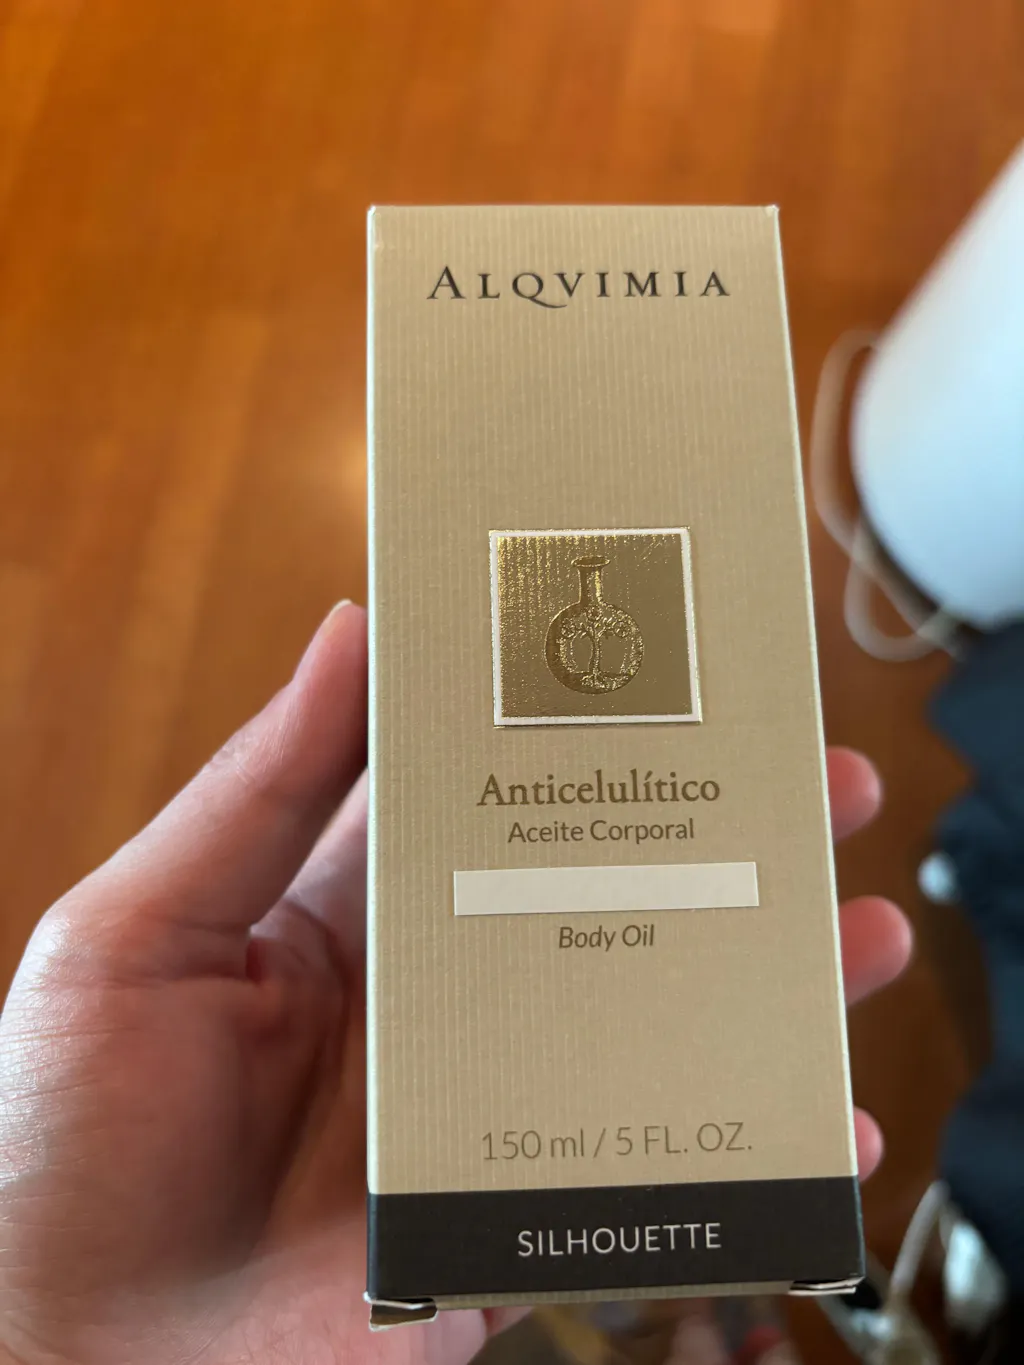 ALQVIMIA
Anticelulítico
Aceite Corporal
Body Oil
150 ml / 5 FL. OZ.
SILHOUETTE